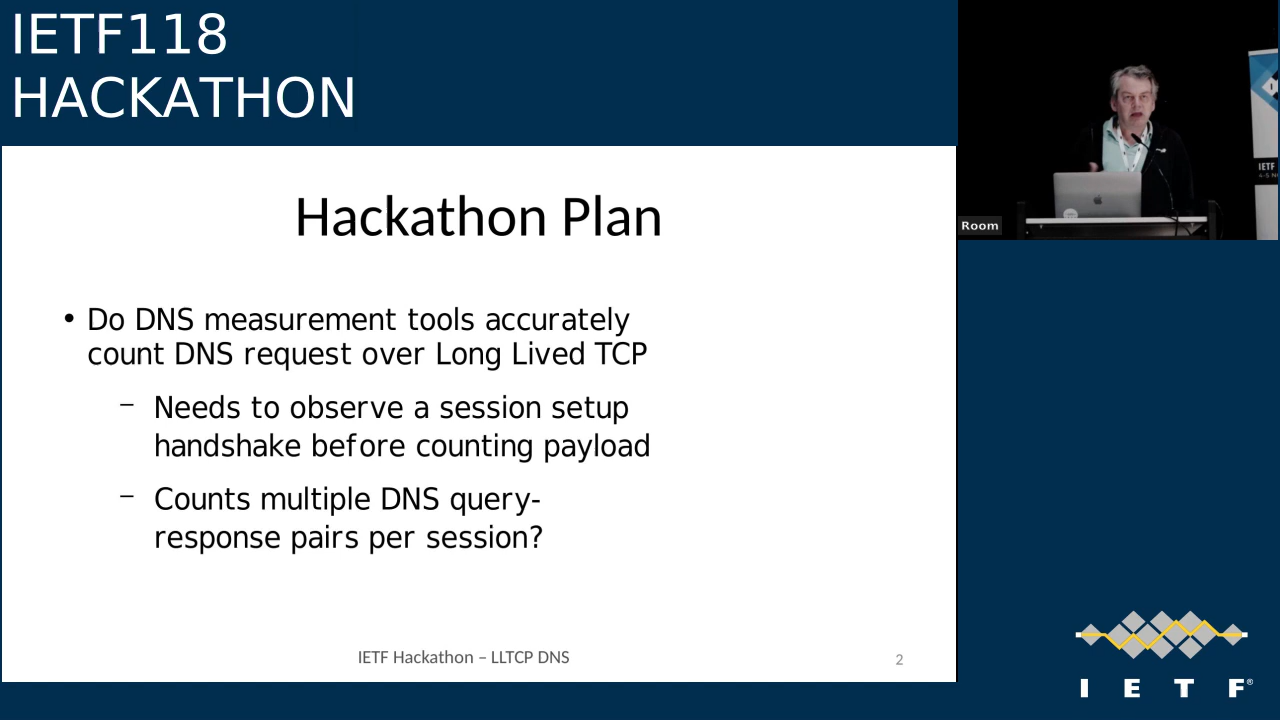 IETF118
HACKATHON
Hackathon Plan
• Do DNS measurement tools accurately
count DNS request over Long Lived TCP
– Needs to observe a session setup
handshake before counting payload
– Counts multiple DNS query-
response pairs per session?
IETF Hackathon – LLTCP DNS
2
Room
IETF
I E T F®